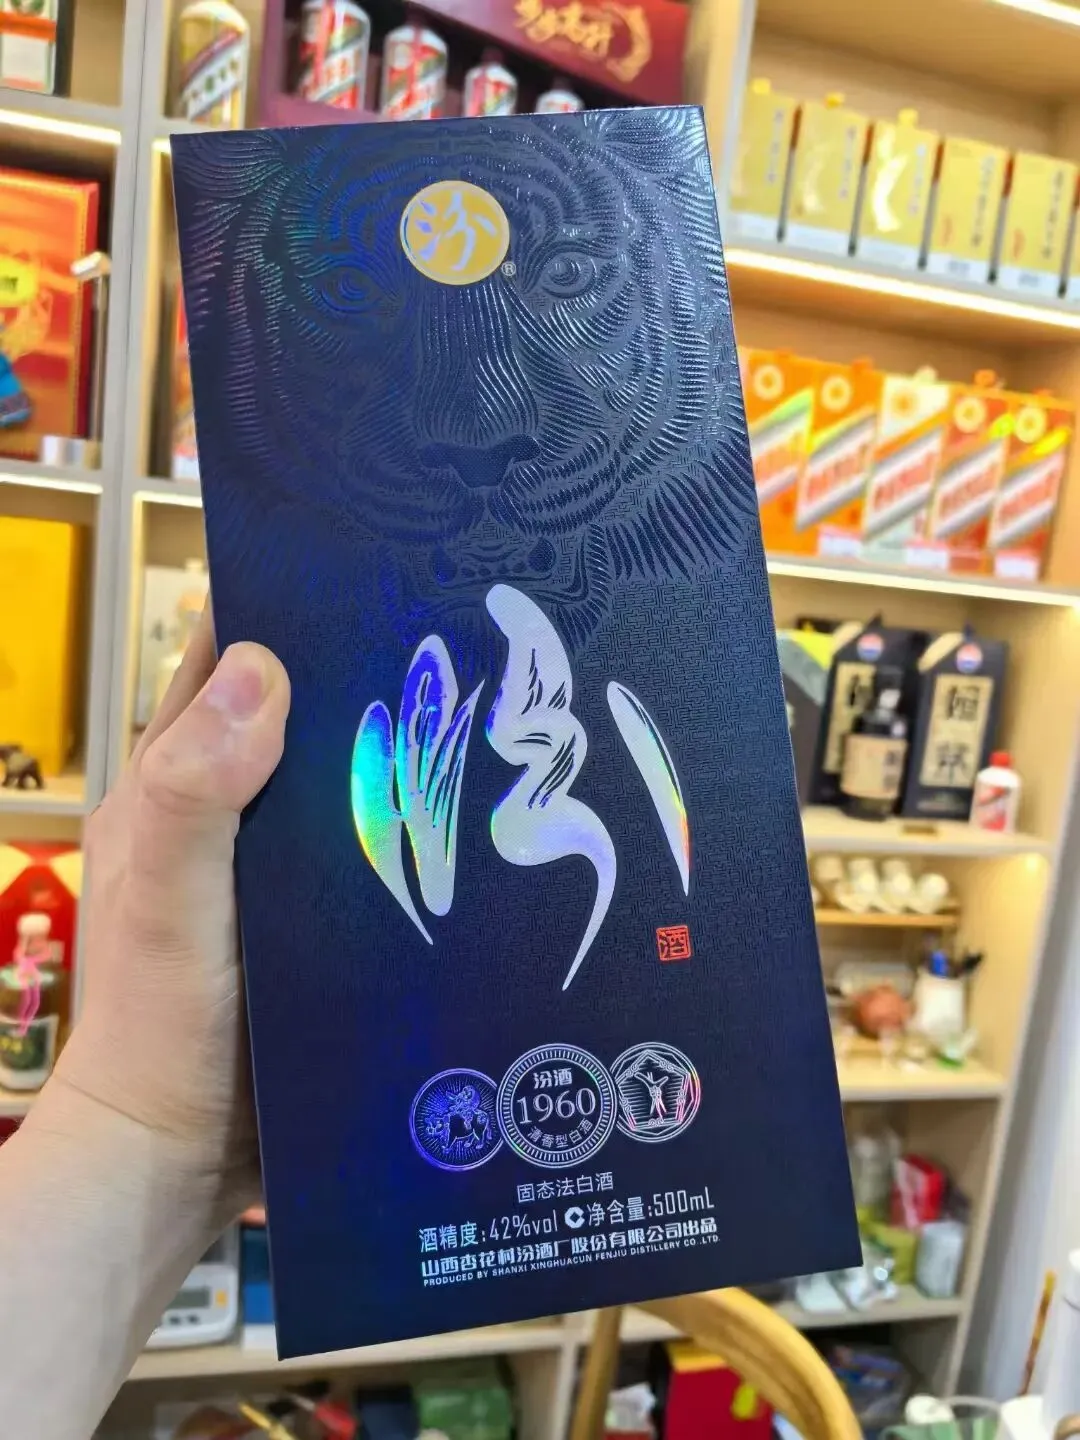 汾
®
汾
酒
汾酒
1960
清香型白酒
固态法白酒
酒精度:42%vol 净含量:500mL
山西杏花村汾酒厂股份有限公司出品
PRODUCED BY SHANXI XINGHUACUN FENJIU DISTILLERY CO.,LTD.